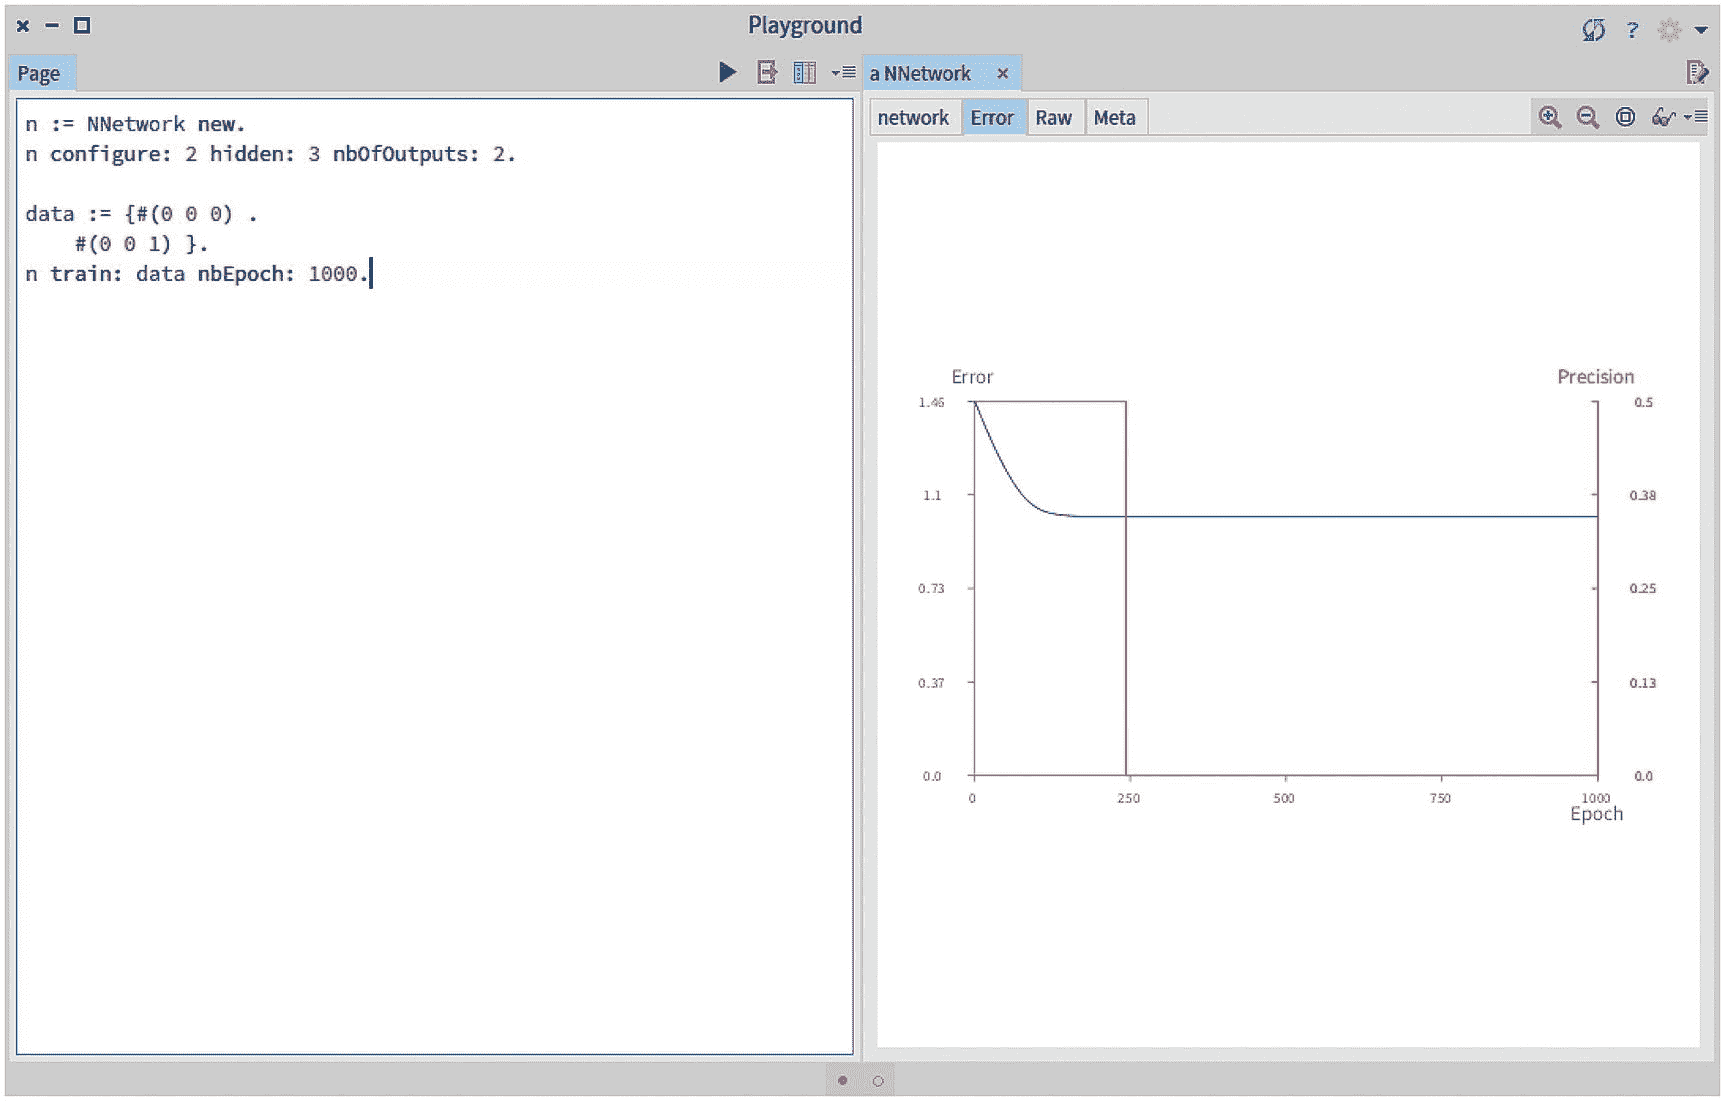 Playground
?
Page
n := NNetwork new.
n configure: 2 hidden: 3 nbOfOutputs: 2.
data := {#(0 0 0) .
#(0 0 1) }.
n train: data nbEpoch: 1000.
a NNetwork ×
network Error Raw Meta
Error Precision
1.46 0.5
1.1 0.38
0.73 0.25
0.37 0.13
0.0 0.0
0 250 500 750 1000
Epoch